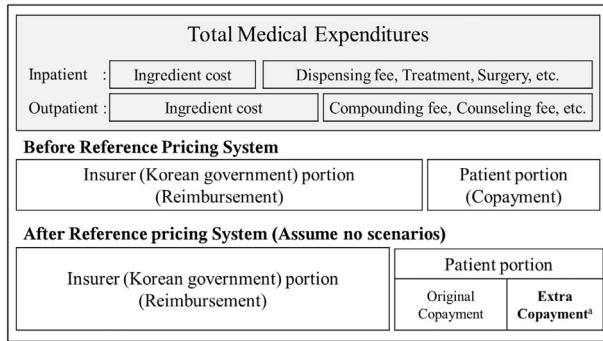 Total Medical Expenditures
Inpatient : Ingredient cost Dispensing fee, Treatment, Surgery, etc.
Outpatient : Ingredient cost Compounding fee, Counseling fee, etc.
Before Reference Pricing System
Insurer (Korean government) portion
(Reimbursement)
Patient portion
(Copayment)
After Reference pricing System (Assume no scenarios)
Insurer (Korean government) portion
(Reimbursement)
Patient portion
Original
Copayment
Extra
Copaymentᵃ